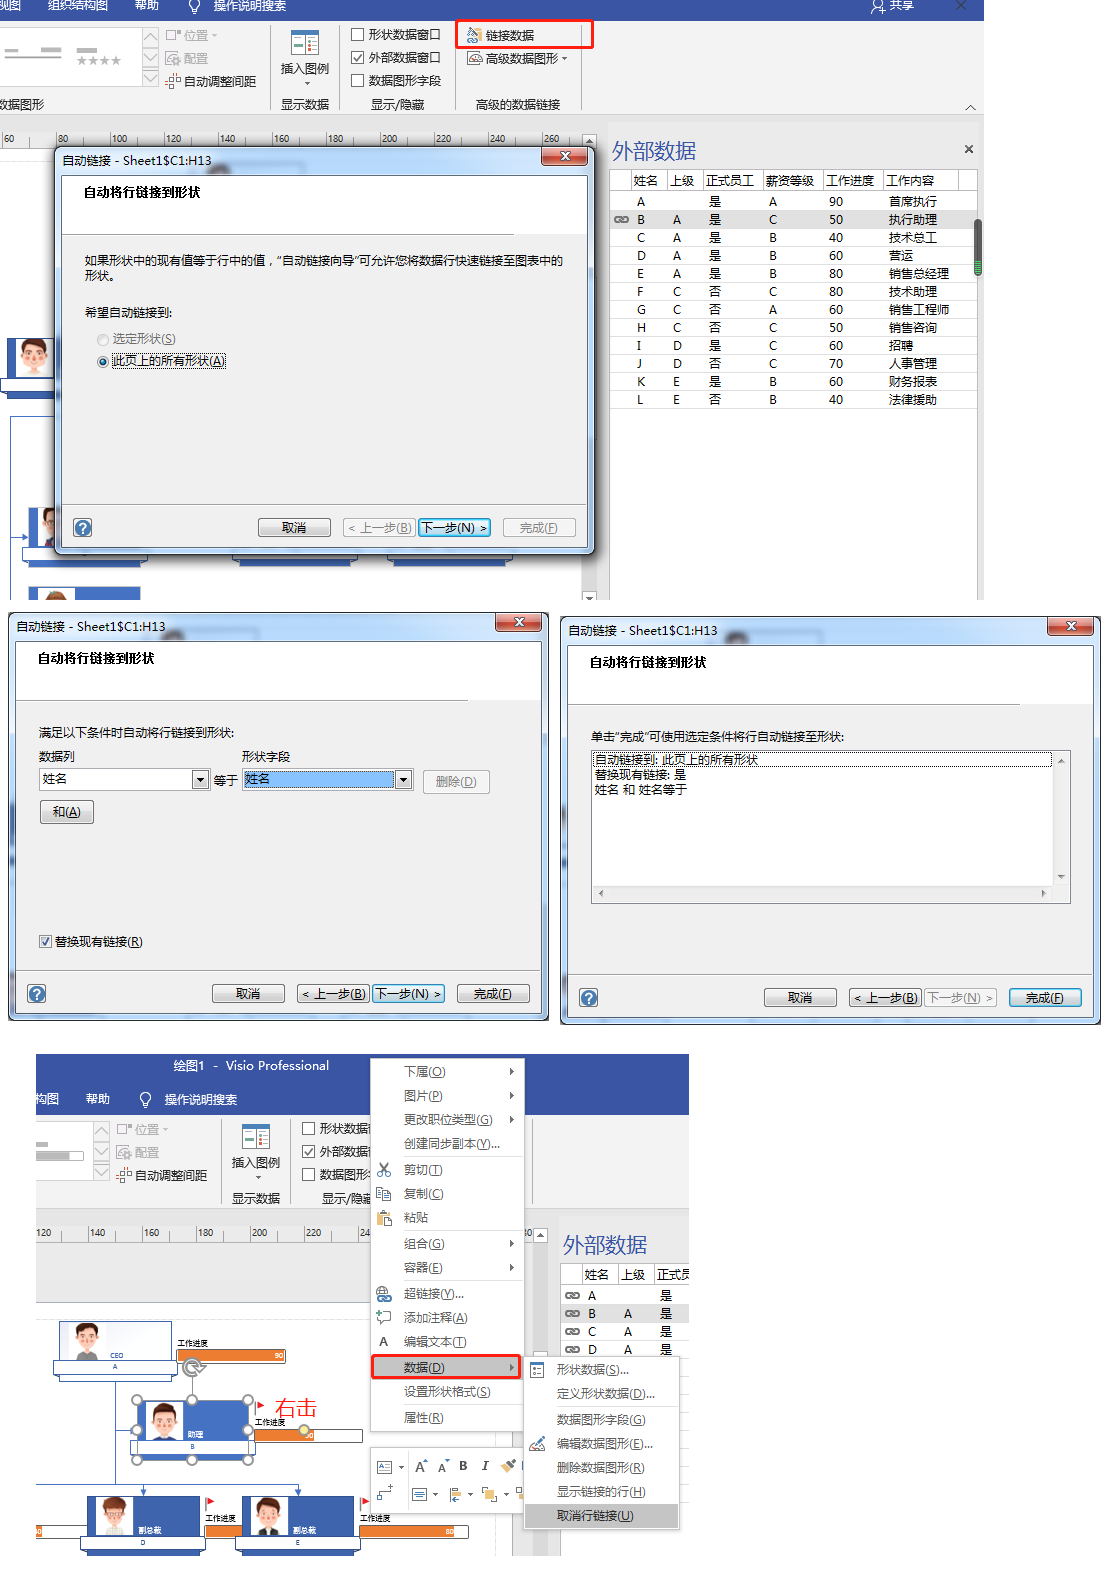 视图 组织结构图 帮助 操作说明搜索 共享
位置
配置
自动调整间距
数据图形
插入图例
显示数据
形状数据窗口
外部数据窗口
数据图形字段
显示/隐藏
链接数据
高级数据图形
高级的数据链接
60 80 100 120 140 160 180 200 220 240 260
自动链接 - Sheet1$C1:H13
自动将行链接到形状
如果形状中的现有值等于行中的值，“自动链接向导”可允许您将数据行快速链接至图表中的
形状。
希望自动链接到:
选定形状(S)
此页上的所有形状(A)
取消 < 上一步(B) 下一步(N) > 完成(F)
外部数据
姓名 上级 正式员工 薪资等级 工作进度 工作内容
A 是 A 90 首席执行
B A 是 C 50 执行助理
C A 是 B 40 技术总工
D A 是 B 60 营运
E A 是 B 80 销售总经理
F C 否 C 80 技术助理
G C 否 A 60 销售工程师
H C 否 C 50 销售咨询
I D 是 C 60 招聘
J D 否 C 70 人事管理
K E 是 B 60 财务报表
L E 否 B 40 法律援助
自动链接 - Sheet1$C1:H13
自动将行链接到形状
满足以下条件时自动将行链接到形状:
数据列 形状字段
姓名 等于 姓名 删除(D)
和(A)
替换现有链接(R)
取消 < 上一步(B) 下一步(N) > 完成(F)
自动链接 - Sheet1$C1:H13
自动将行链接到形状
单击“完成”可使用选定条件将行自动链接至形状:
自动链接到: 此页上的所有形状
替换现有链接: 是
姓名 和 姓名等于
取消 < 上一步(B) 下一步(N) > 完成(F)
绘图1 - Visio Professional
构图 帮助 操作说明搜索
位置
配置
自动调整间距
插入图例
显示数据
形状数据窗
外部数据窗
数据图形
显示/隐藏
120 140 160 180 200 220
CEO
A
工作进度
90
助理
B
右击
工作进度
50
副总裁
D
工作进度
副总裁
E
工作进度
80
下属(O)
图片(P)
更改职位类型(G)
创建同步副本(Y)...
剪切(T)
复制(C)
粘贴
组合(G)
容器(E)
超链接(Y)...
添加注释(A)
编辑文本(T)
数据(D)
设置形状格式(S)
属性(R)
A A B I
形状数据(S)...
定义形状数据(D)...
数据图形字段(G)
编辑数据图形(E)...
删除数据图形(R)
显示链接的行(H)
取消行链接(U)
外部数据
姓名 上级 正式员
A 是
B A 是
C A 是
D A 是